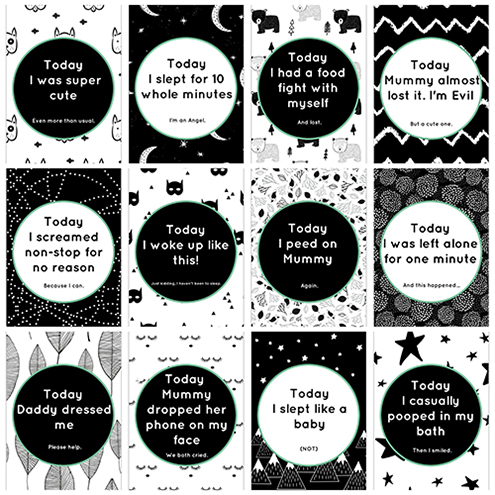 Today
I was super
cute
Even more than usual.
Today
I slept for 10
whole minutes
I'm an Angel.
Today
I had a food
fight with
myself
And lost.
Today
Mummy almost
lost it. I'm Evil
But a cute one.
Today
I screamed
non-stop for
no reason
Because I can.
Today
I woke up like
this!
Just kidding, I haven't been to sleep.
Today
I peed on
Mummy
Again.
Today
I was left alone
for one minute
And this happened...
Today
Daddy dressed
me
Please help.
Today
Mummy
dropped her
phone on my
face
We both cried.
Today
I slept like a
baby
(NOT)
Today
I casually
pooped in my
bath
Then I smiled.